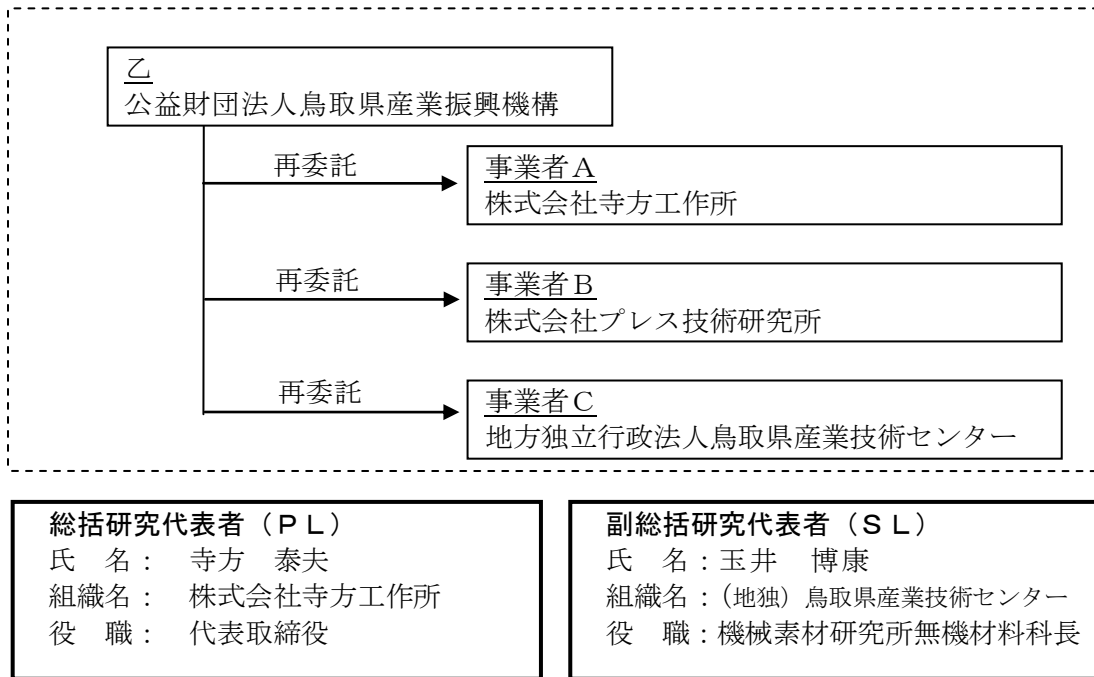 乙
公益財団法人鳥取県産業振興機構
再委託
事業者A
株式会社寺方工作所
再委託
事業者B
株式会社プレス技術研究所
再委託
事業者C
地方独立行政法人鳥取県産業技術センター
総括研究代表者(PL)
氏 名: 寺方 泰夫
組織名: 株式会社寺方工作所
役 職: 代表取締役
副総括研究代表者(SL)
氏 名:玉井 博康
組織名:(地独)鳥取県産業技術センター
役 職:機械素材研究所無機材料科長